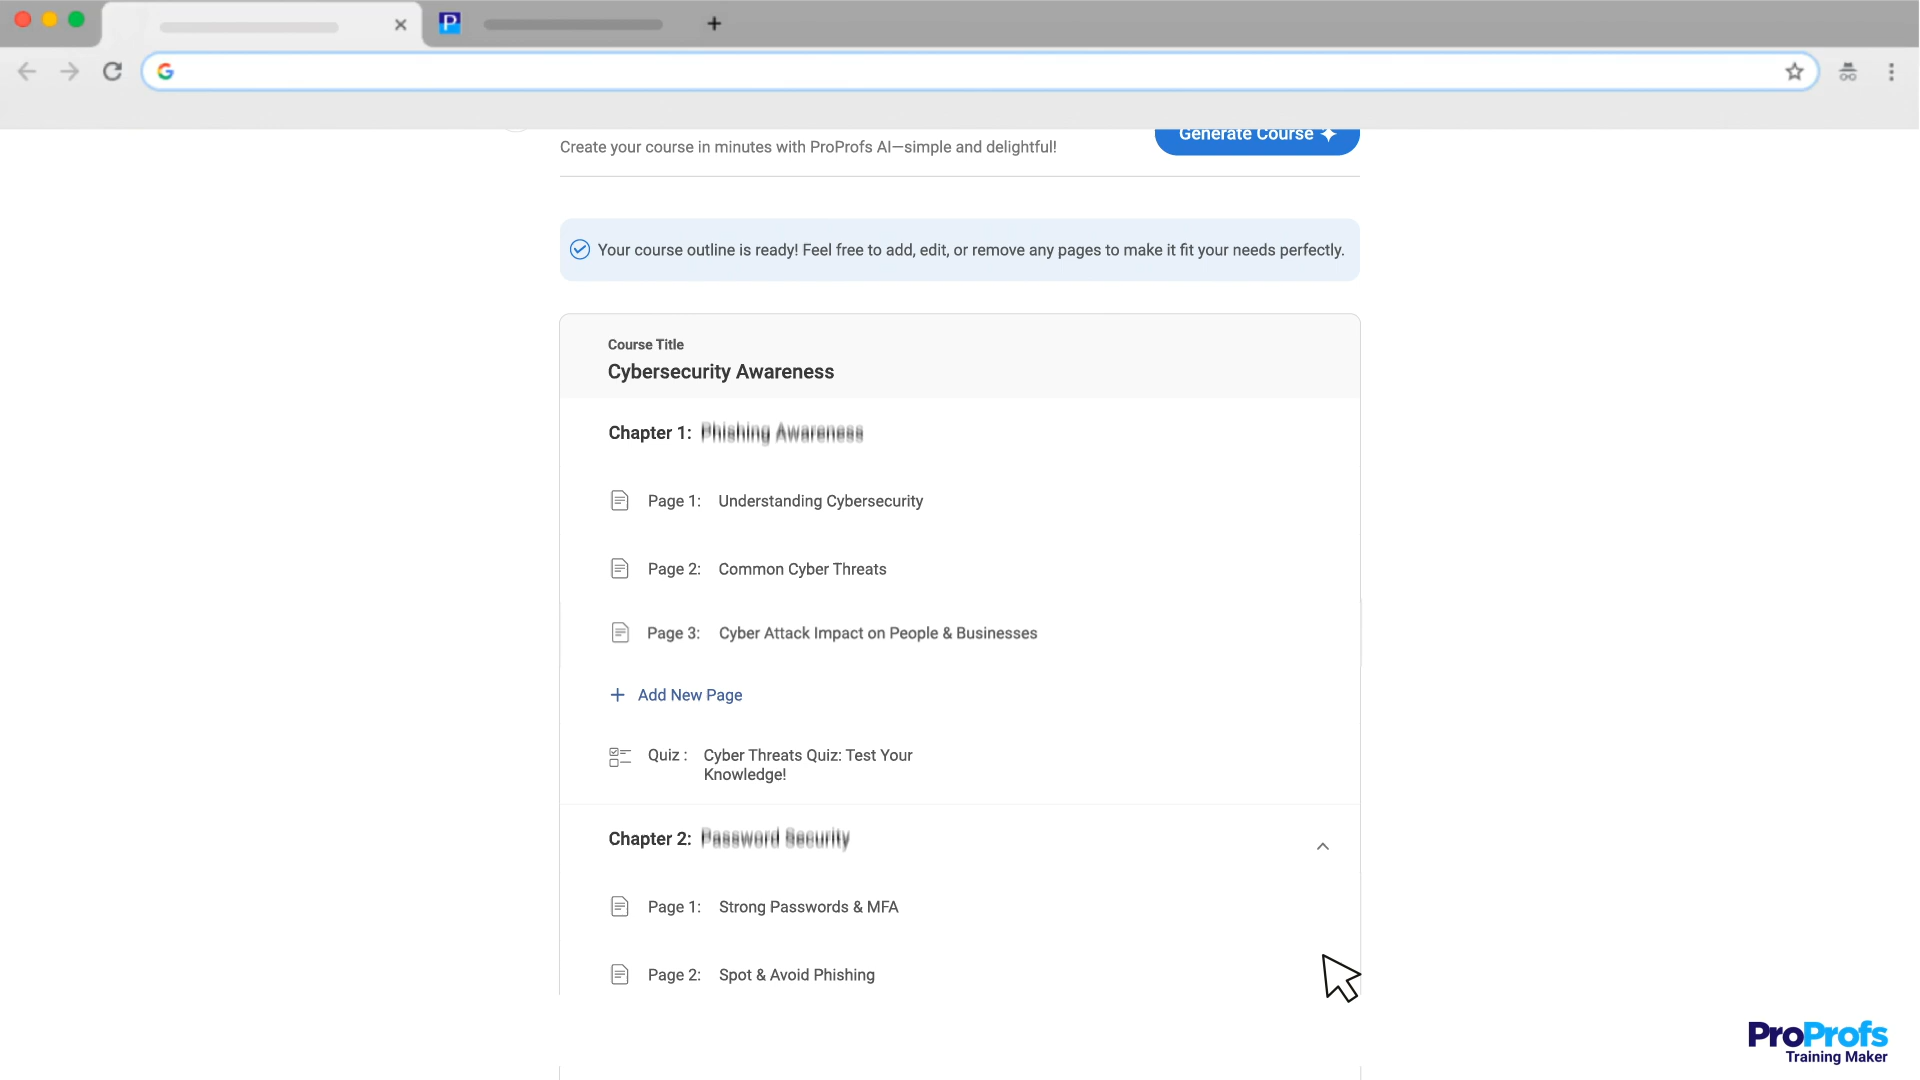 Create your course in minutes with ProProfs AI—simple and delightful!
Generate Course
Your course outline is ready! Feel free to add, edit, or remove any pages to make it fit your needs perfectly.
Course Title
Cybersecurity Awareness
Chapter 1: Phishing Awareness
Page 1: Understanding Cybersecurity
Page 2: Common Cyber Threats
Page 3: Cyber Attack Impact on People & Businesses
+ Add New Page
Quiz : Cyber Threats Quiz: Test Your
Knowledge!
Chapter 2: Password Security
Page 1: Strong Passwords & MFA
Page 2: Spot & Avoid Phishing
ProProfs
Training Maker